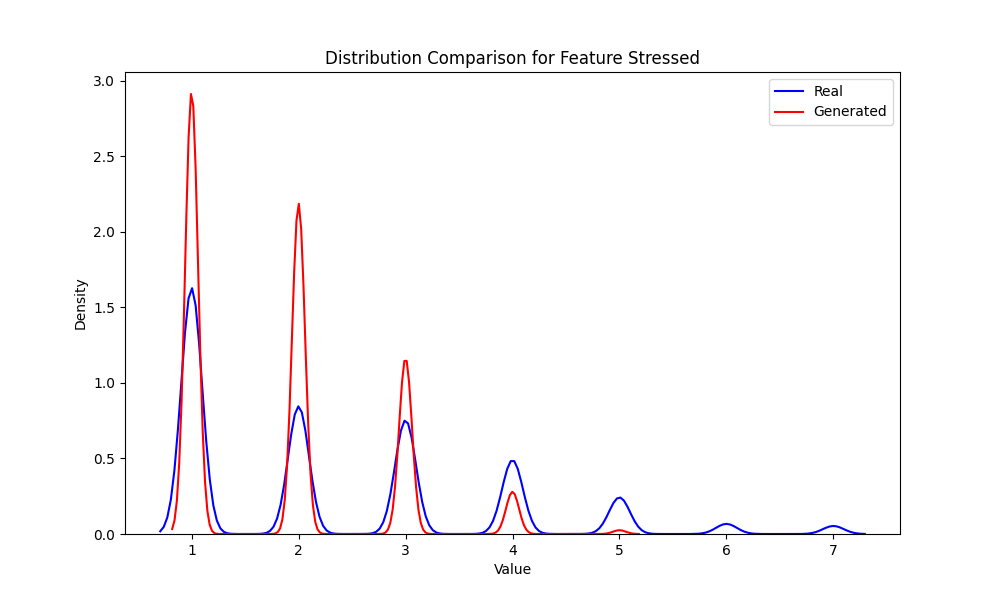 Distribution Comparison for Feature Stressed
Real
Generated
3.0
2.5
2.0
1.5
1.0
0.5
0.0
Density
1 2 3 4 5 6 7
Value